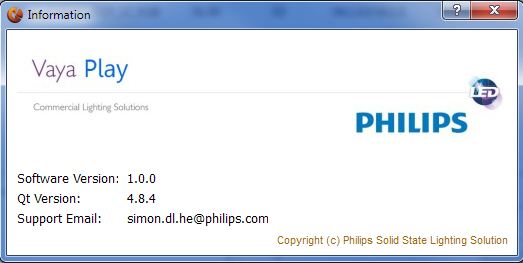 Information
Vaya Play
Commercial Lighting Solutions
LED
PHILIPS
Software Version: 1.0.0
Qt Version: 4.8.4
Support Email: simon.dl.he@philips.com
Copyright (c) Philips Solid State Lighting Solution